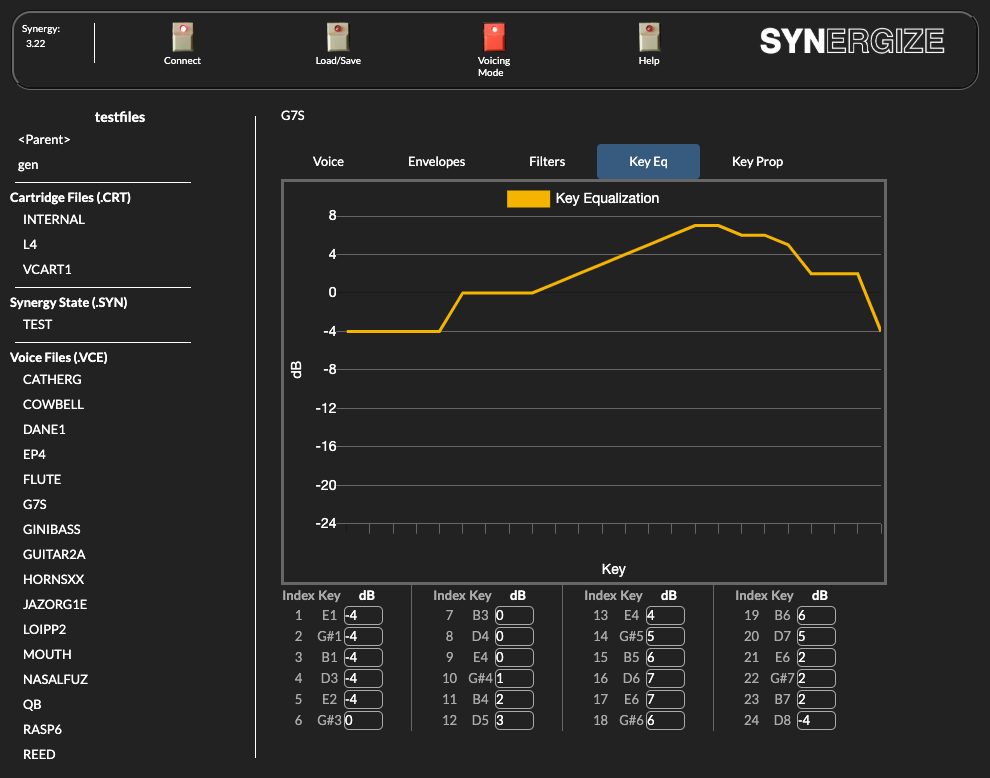 Synergy:
3.22
Connect
Load/Save
Voicing
Mode
Help
SYNERGIZE
testfiles
<Parent>
gen
Cartridge Files (.CRT)
INTERNAL
L4
VCART1
Synergy State (.SYN)
TEST
Voice Files (.VCE)
CATHERG
COWBELL
DANE1
EP4
FLUTE
G7S
GINIBASS
GUITAR2A
HORNSXX
JAZORG1E
LOIPP2
MOUTH
NASALFUZ
QB
RASP6
REED
G7S
Voice Envelopes Filters Key Eq Key Prop
Key Equalization
8
4
0
-4
-8
-12
-16
-20
-24
dB
Key
Index Key dB Index Key dB Index Key dB Index Key dB
1 E1 -4 7 B3 0 13 E4 4 19 B6 6
2 G#1 -4 8 D4 0 14 G#5 5 20 D7 5
3 B1 -4 9 E4 0 15 B5 6 21 E6 2
4 D3 -4 10 G#4 1 16 D6 7 22 G#7 2
5 E2 -4 11 B4 2 17 E6 7 23 B7 2
6 G#3 0 12 D5 3 18 G#6 6 24 D8 -4